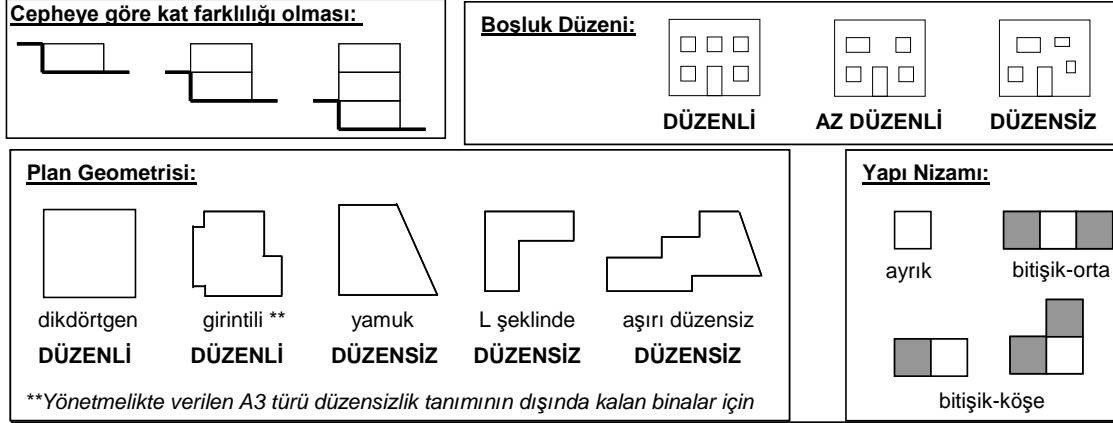 Cepheye göre kat farklılığı olması:
Boşluk Düzeni:
DÜZENLİ AZ DÜZENLİ DÜZENSİZ
Plan Geometrisi:
dikdörtgen girintili ** yamuk L şeklinde aşırı düzensiz
DÜZENLİ DÜZENLİ DÜZENSİZ DÜZENSİZ DÜZENSİZ
**Yönetmelikte verilen A3 türü düzensizlik tanımının dışında kalan binalar için
Yapı Nizamı:
ayrık bitişik-orta
bitişik-köşe